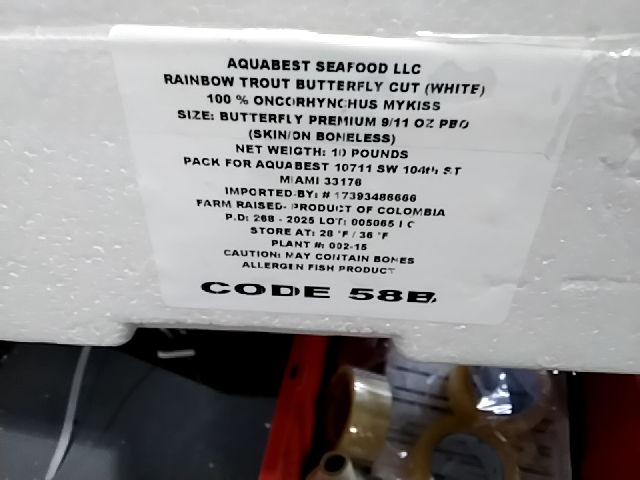 AQUABEST SEAFOOD LLC
RAINBOW TROUT BUTTERFLY CUT (WHITE)
100 % ONCORHYNCHUS MYKISS
SIZE: BUTTERFLY PREMIUM 9/11 OZ PBO
(SKIN/ON BONELESS)
NET WEIGTH: 10 POUNDS
PACK FOR AQUABEST 10711 SW 104th ST
MIAMI 33176
IMPORTED BY: # 17393486666
FARM RAISED- PRODUCT OF COLOMBIA
P.D: 268 - 2025 LOT: 005065
STORE AT: 28 °F / 36 °F
PLANT #: 002-15
CAUTION: MAY CONTAIN BONES
ALLERGEN FISH PRODUCT
CODE 58B